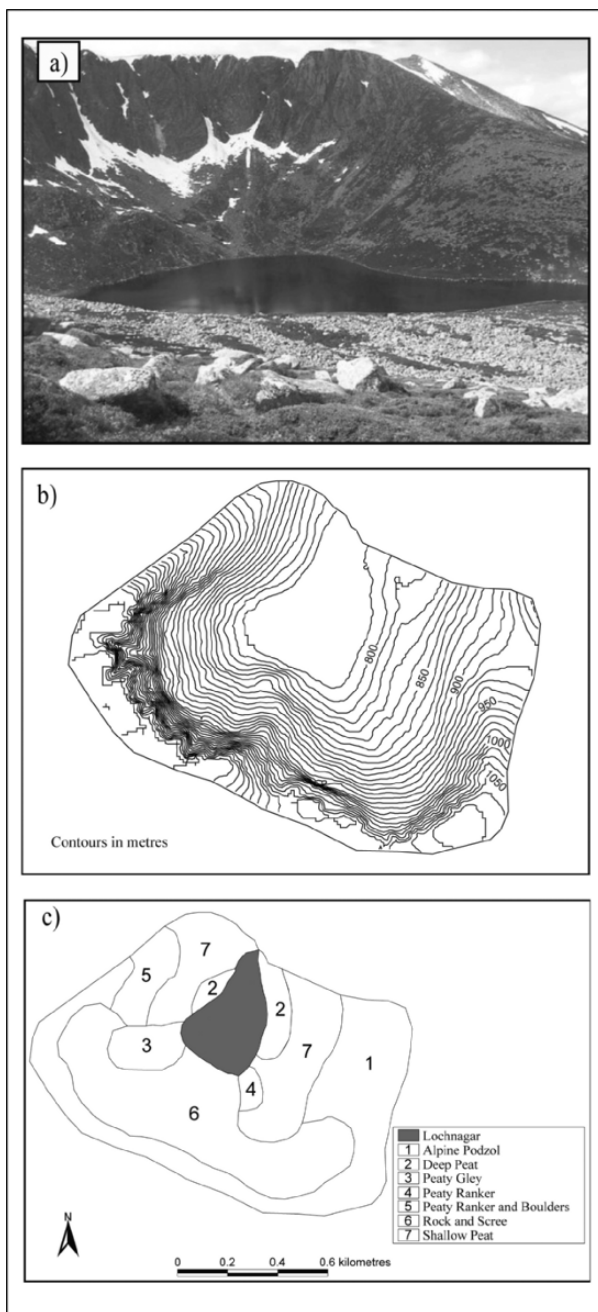 a)
b)
800
850
900
950
1000
1050
Contours in metres
c)
7
5
2
2
3
7
1
4
6
Lochnagar
1 Alpine Podzol
2 Deep Peat
3 Peaty Gley
4 Peaty Ranker
5 Peaty Ranker and Boulders
6 Rock and Scree
7 Shallow Peat
N
0 0.2 0.4 0.6 kilometres